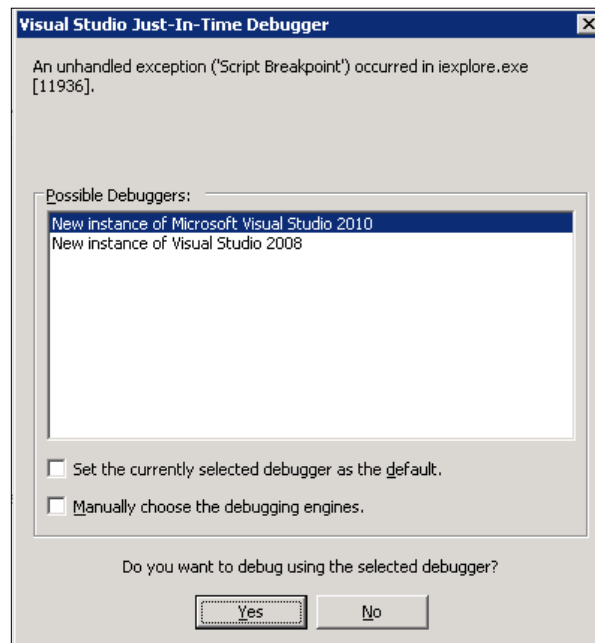 Visual Studio Just-In-Time Debugger
An unhandled exception ('Script Breakpoint') occurred in iexplore.exe
[11936].
Possible Debuggers:
New instance of Microsoft Visual Studio 2010
New instance of Visual Studio 2008
Set the currently selected debugger as the default.
Manually choose the debugging engines.
Do you want to debug using the selected debugger?
Yes
No